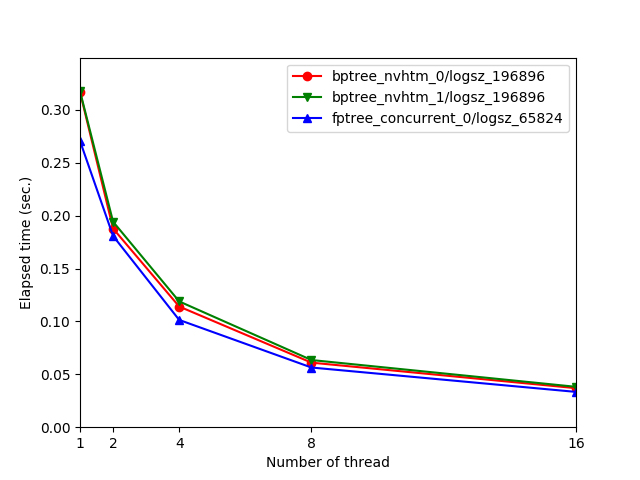 bptree_nvhtm_0/logsz_196896
bptree_nvhtm_1/logsz_196896
fptree_concurrent_0/logsz_65824
0.30
0.25
0.20
0.15
0.10
0.05
0.00
Elapsed time (sec.)
1 2 4 8 16
Number of thread